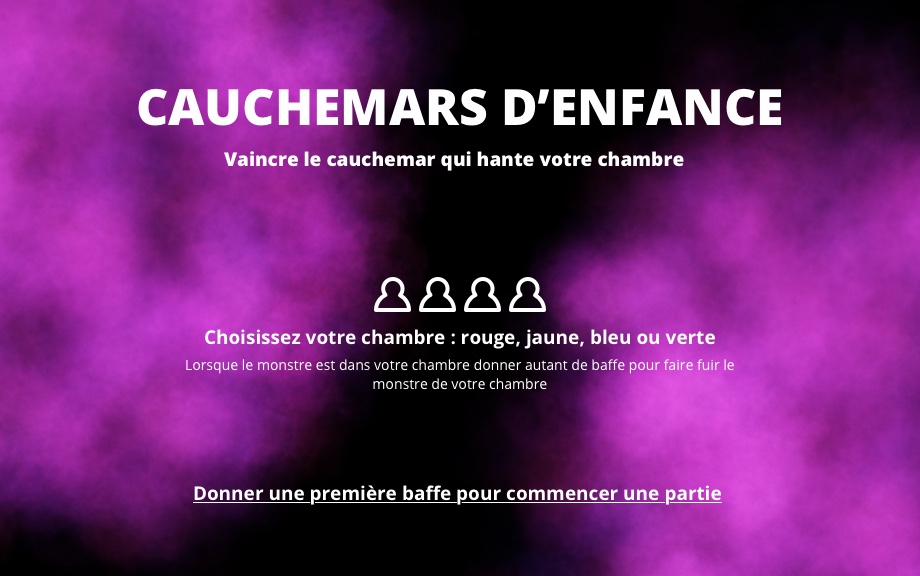 CAUCHEMARS D’ENFANCE
Vaincre le cauchemar qui hante votre chambre
Choisissez votre chambre : rouge, jaune, bleu ou verte
Lorsque le monstre est dans votre chambre donner autant de baffe pour faire fuir le
monstre de votre chambre
Donner une première baffe pour commencer une partie